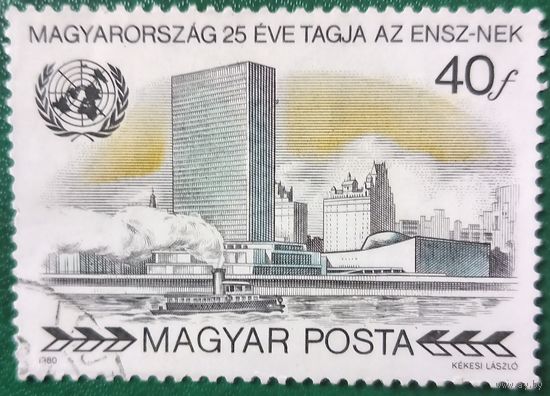 MAGYARORSZÁG 25 ÉVE TAGJA AZ ENSZ-NEK
40f
MAGYAR POSTA
1980
KÉKESI LÁSZLÓ